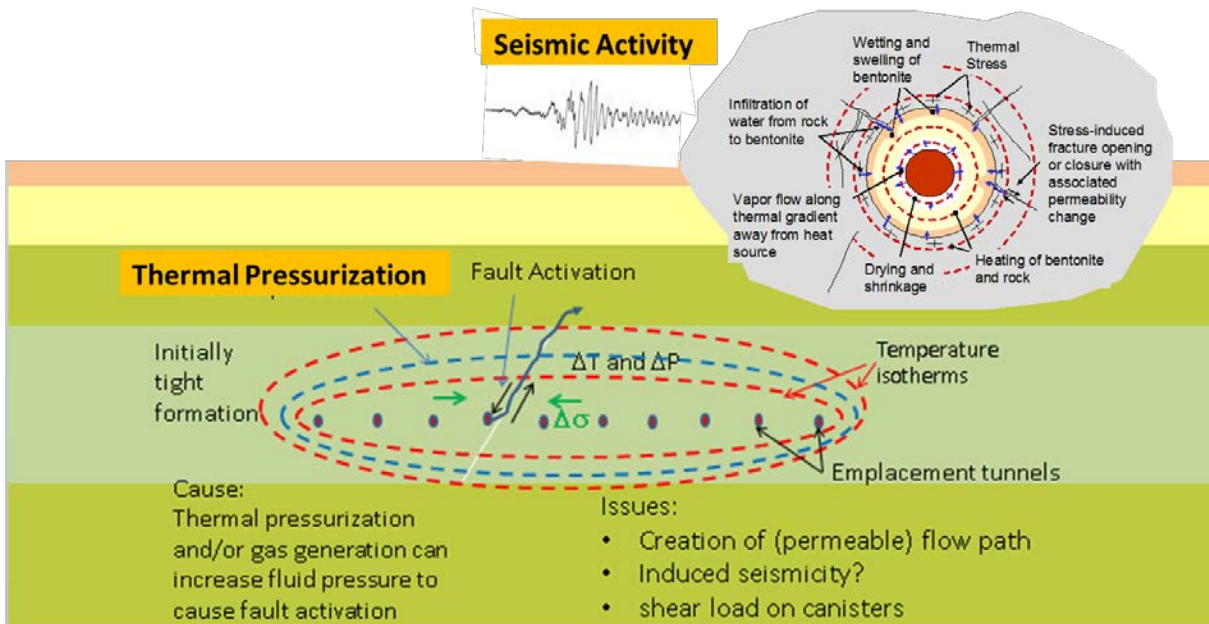 Seismic Activity
Wetting and
swelling of
bentonite
Thermal
Stress
Infiltration of
water from rock
to bentonite
Stress-induced
fracture opening
or closure with
associated
permeability
change
Vapor flow along
thermal gradient
away from heat
source
Drying and
shrinkage
Heating of bentonite
and rock
Thermal Pressurization
Fault Activation
Initially
tight
formation
ΔT and ΔP
Temperature
isotherms
Δσ
Emplacement tunnels
Cause:
Thermal pressurization
and/or gas generation can
increase fluid pressure to
cause fault activation
Issues:
• Creation of (permeable) flow path
• Induced seismicity?
• shear load on canisters